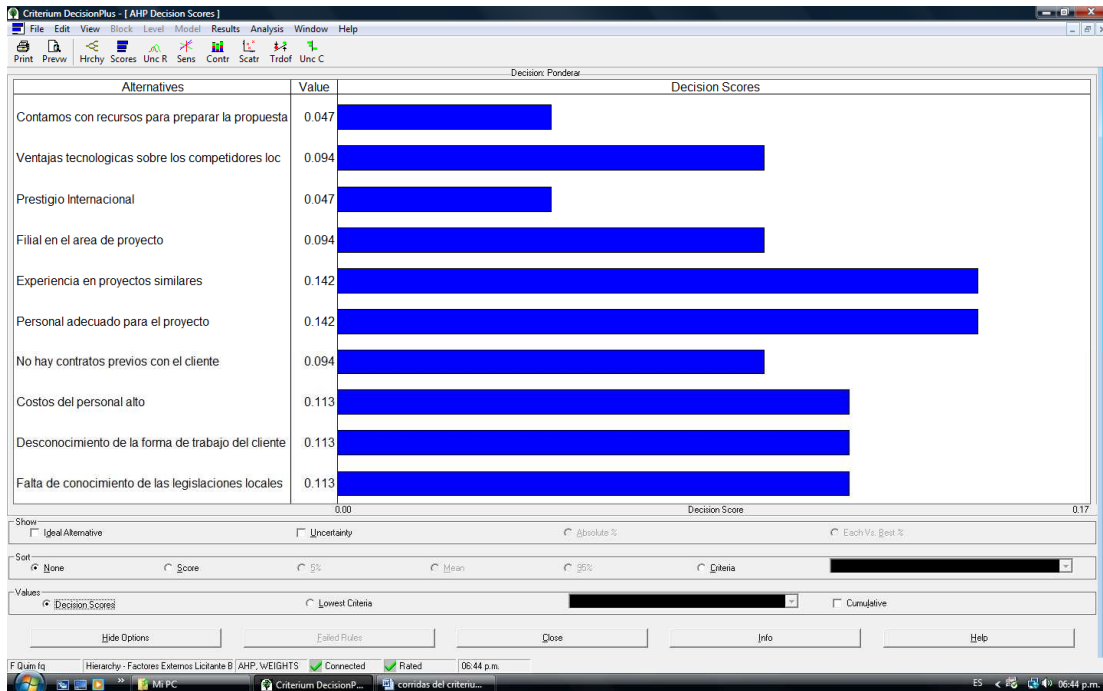 Criterium DecisionPlus - [ AHP Decision Scores ]
File Edit View Block Level Model Results Analysis Window Help
Print Prevw Hrchy Scores Unc R Sens Contr Scatr Trdof Unc C
Decision: Ponderar
Alternatives Value Decision Scores
Contamos con recursos para preparar la propuesta 0.047
Ventajas tecnologicas sobre los competidores loc 0.094
Prestigio Internacional 0.047
Filial en el area de proyecto 0.094
Experiencia en proyectos similares 0.142
Personal adecuado para el proyecto 0.142
No hay contratos previos con el cliente 0.094
Costos del personal alto 0.113
Desconocimiento de la forma de trabajo del cliente 0.113
Falta de conocimiento de las legislaciones locales 0.113
0.00 Decision Score 0.17
Show
Ideal Alternative Uncertainty Absolute % Each Vs. Best %
Sort
None Score 5% Mean 95% Criteria
Values
Decision Scores Lowest Criteria Cumulative
Hide Options Failed Rules Close Info Help
F Quim fq Hierarchy - Factores Externos Licitante B AHP, WEIGHTS Connected Rated 06:44 p.m.
Mi PC Criterium DecisionP... corridas del criteriu... ES 06:44 p.m.